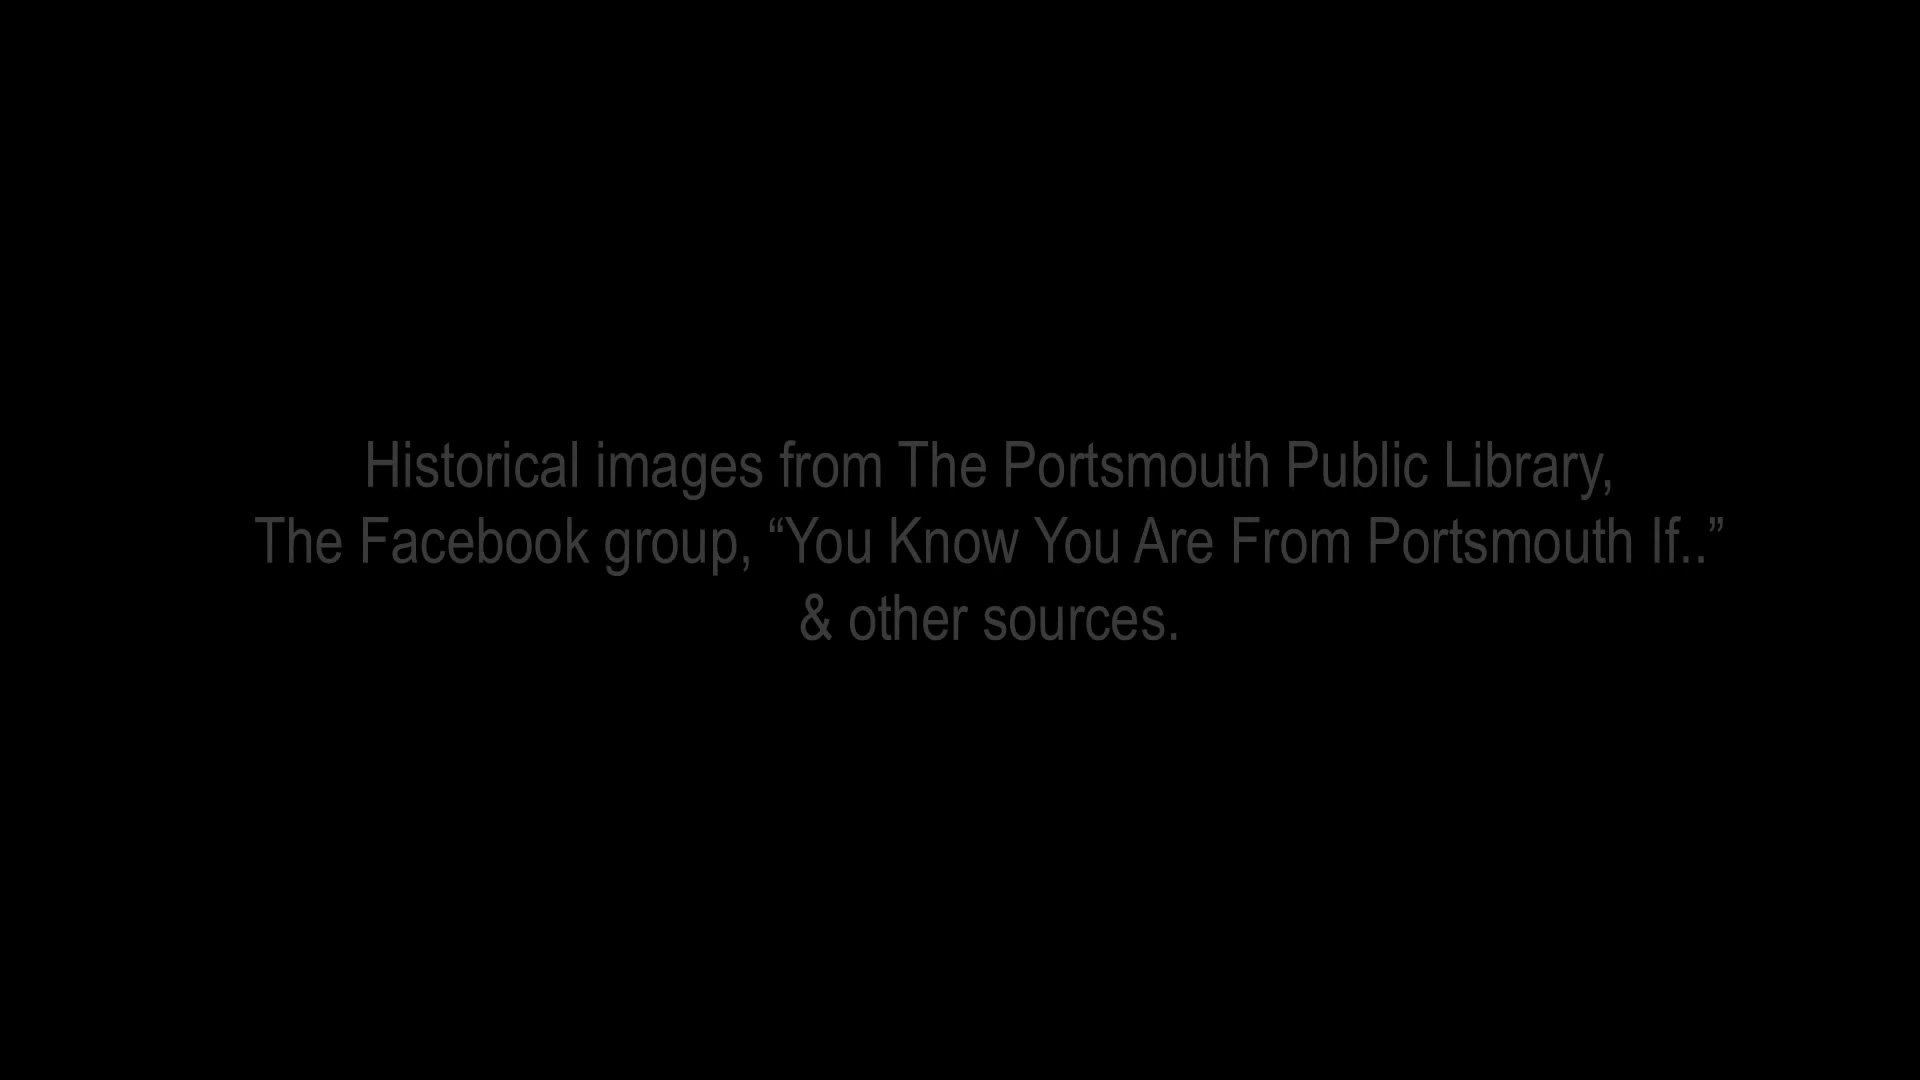 Historical images from The Portsmouth Public Library,
The Facebook group, “You Know You Are From Portsmouth If..”
& other sources.